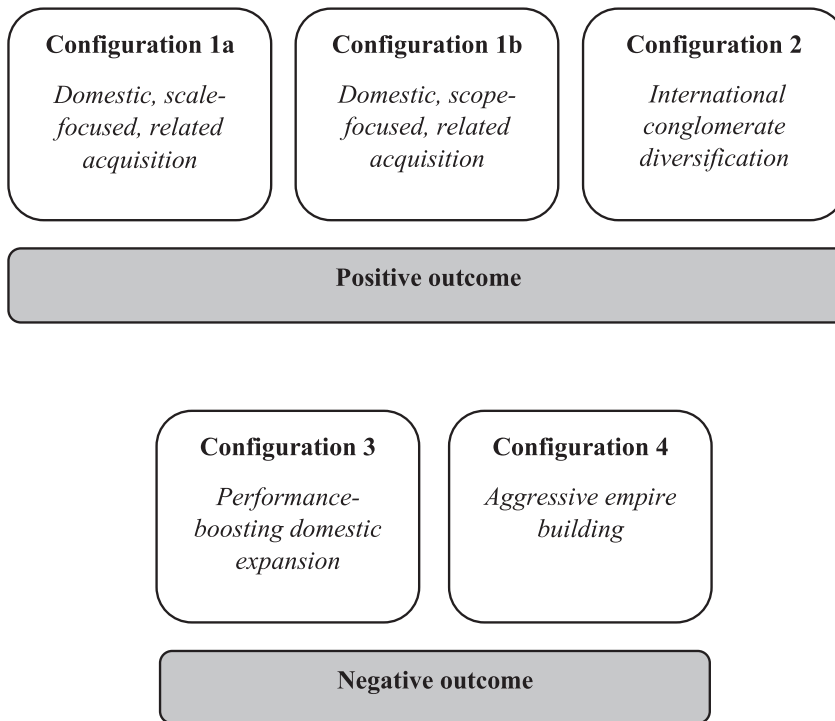 Configuration 1a
Domestic, scale-
focused, related
acquisition
Configuration 1b
Domestic, scope-
focused, related
acquisition
Configuration 2
International
conglomerate
diversification
Positive outcome
Configuration 3
Performance-
boosting domestic
expansion
Configuration 4
Aggressive empire
building
Negative outcome